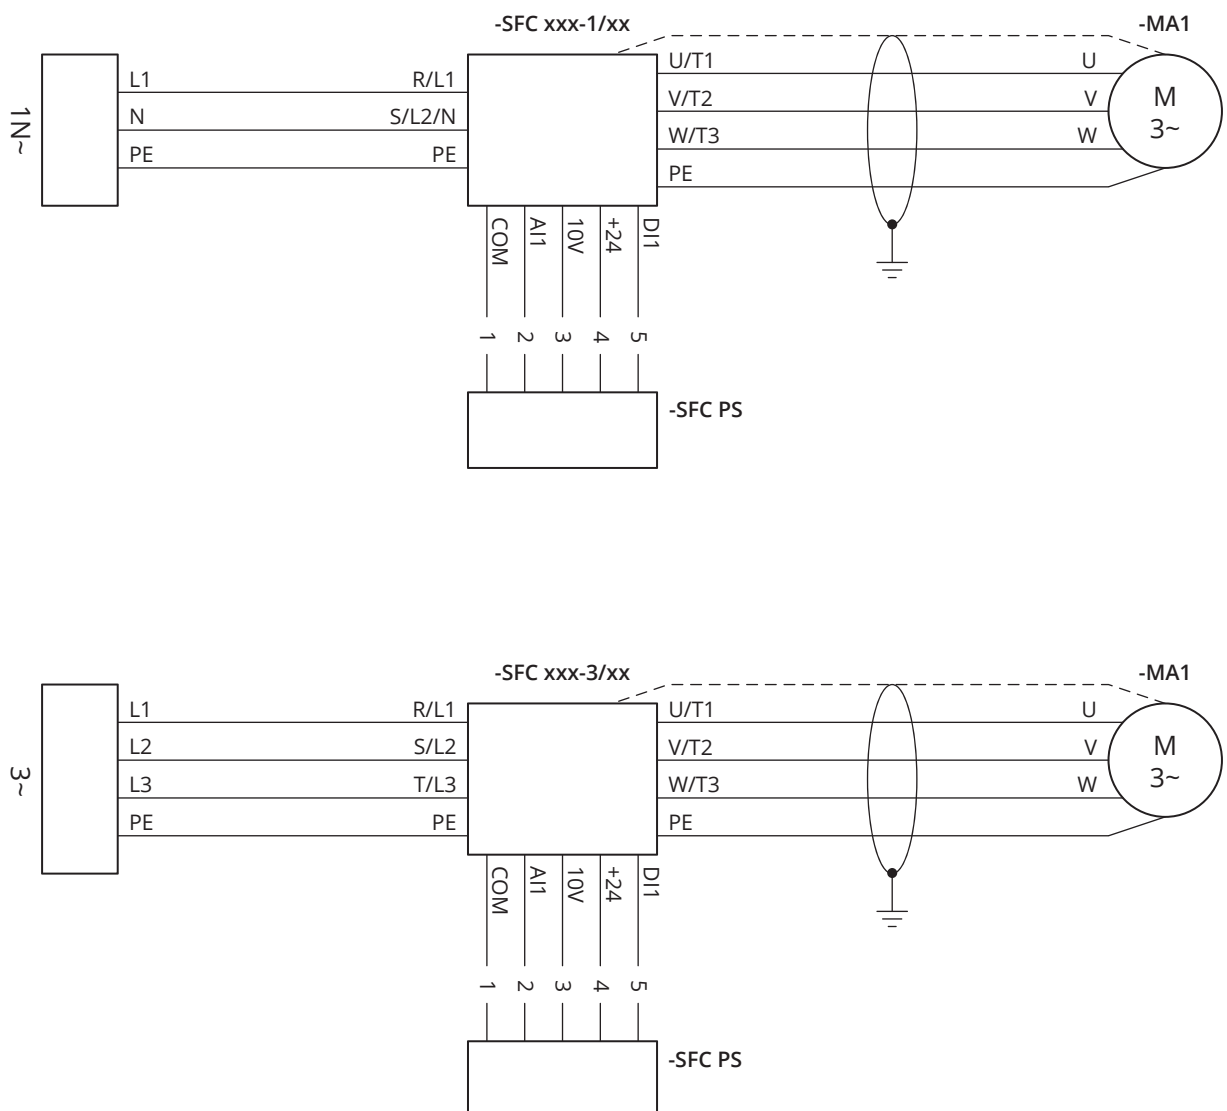 -SFC xxx-1/xx
-MA1
1N~
L1
R/L1
N
S/L2/N
PE
PE
U/T1
U
V/T2
V
W/T3
W
PE
M
3~
COM
AI1
10V
+24
DI1
1
2
3
4
5
-SFC PS
-SFC xxx-3/xx
-MA1
3~
L1
R/L1
L2
S/L2
L3
T/L3
PE
PE
U/T1
U
V/T2
V
W/T3
W
PE
M
3~
COM
AI1
10V
+24
DI1
1
2
3
4
5
-SFC PS